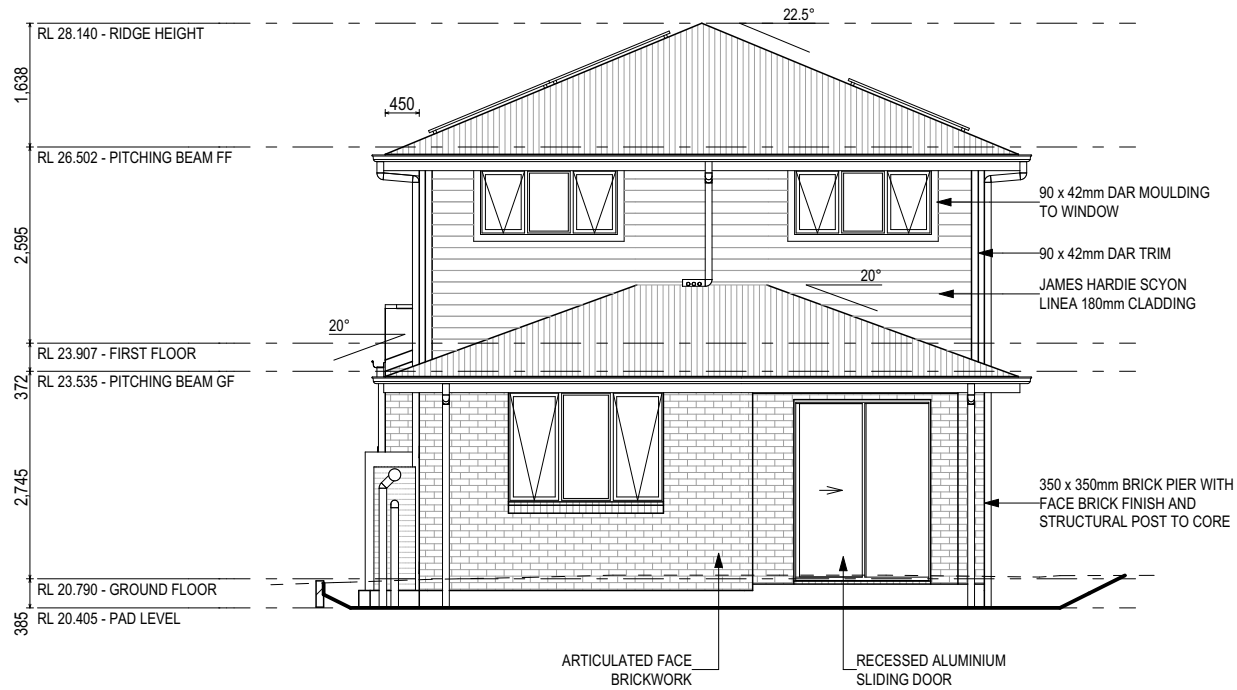 22.5°
RL 28.140 - RIDGE HEIGHT
1,638
450
RL 26.502 - PITCHING BEAM FF
90 x 42mm DAR MOULDING
TO WINDOW
2,595
90 x 42mm DAR TRIM
20°
JAMES HARDIE SCYON
LINEA 180mm CLADDING
20°
RL 23.907 - FIRST FLOOR
372
RL 23.535 - PITCHING BEAM GF
2,745
350 x 350mm BRICK PIER WITH
FACE BRICK FINISH AND
STRUCTURAL POST TO CORE
RL 20.790 - GROUND FLOOR
385
RL 20.405 - PAD LEVEL
ARTICULATED FACE
BRICKWORK
RECESSED ALUMINIUM
SLIDING DOOR